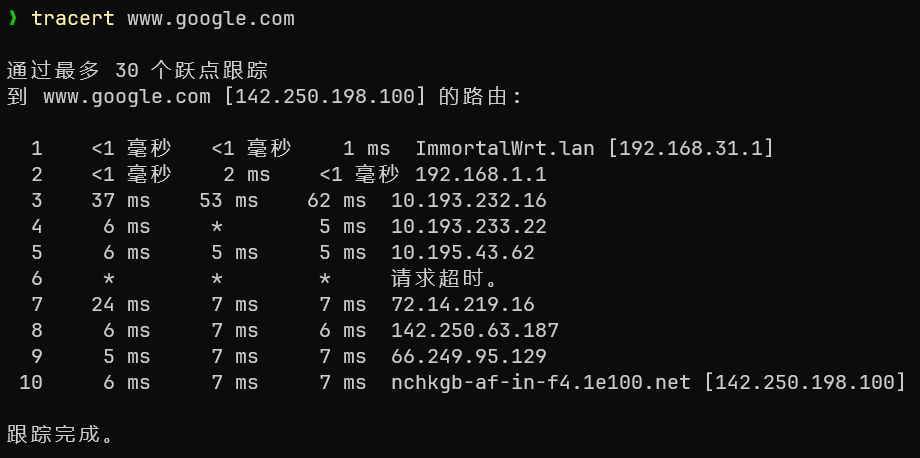 ❯ tracert www.google.com
通过最多 30 个跃点跟踪
到 www.google.com [142.250.198.100] 的路由:
1 <1 毫秒 <1 毫秒 1 ms ImmortalWrt.lan [192.168.31.1]
2 <1 毫秒 2 ms <1 毫秒 192.168.1.1
3 37 ms 53 ms 62 ms 10.193.232.16
4 6 ms * 5 ms 10.193.233.22
5 6 ms 5 ms 5 ms 10.195.43.62
6 * * * 请求超时。
7 24 ms 7 ms 7 ms 72.14.219.16
8 6 ms 7 ms 6 ms 142.250.63.187
9 5 ms 7 ms 7 ms 66.249.95.129
10 6 ms 7 ms 7 ms nchkgb-af-in-f4.1e100.net [142.250.198.100]
跟踪完成。